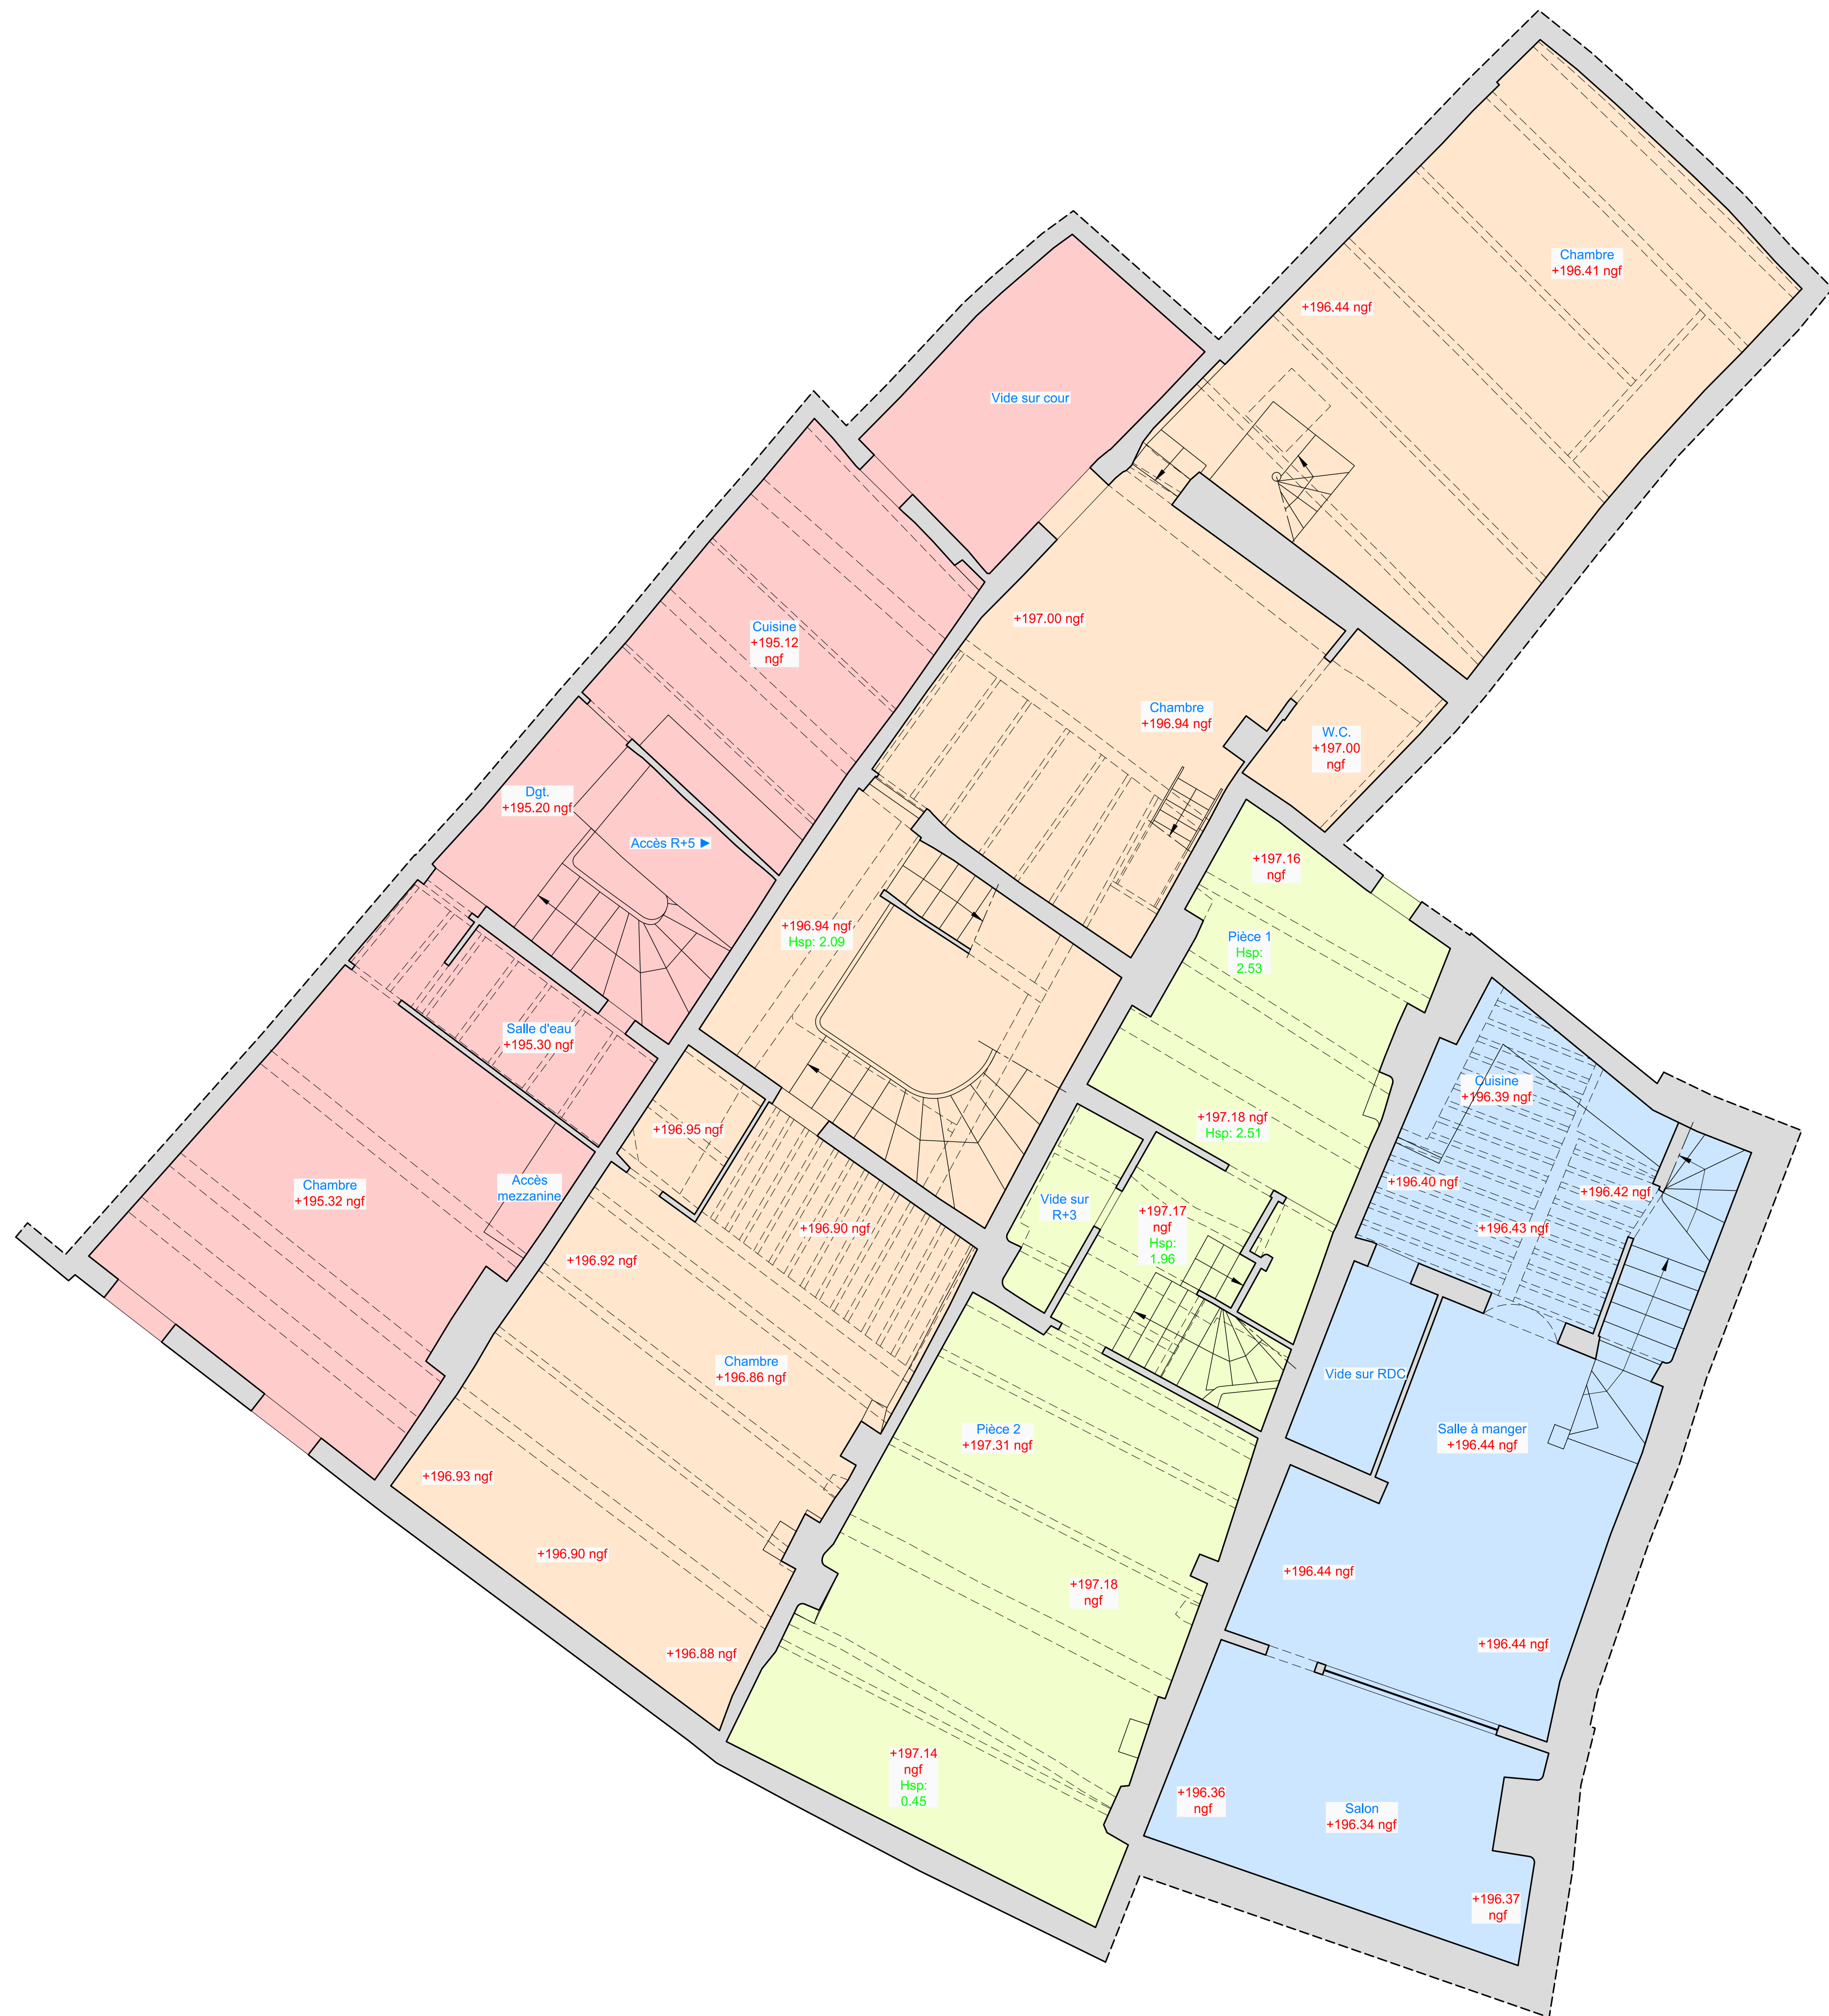 Chambre
+196.41 ngf
+196.44 ngf
Vide sur cour
+197.00 ngf
Cuisine
+195.12
ngf
Chambre
+196.94 ngf
W.C.
+197.00
ngf
Dgt.
+195.20 ngf
Accès R+5 ►
+197.16
ngf
+196.94 ngf
Hsp: 2.09
Pièce 1
Hsp:
2.53
Salle d'eau
+195.30 ngf
Cuisine
+196.39 ngf
+197.18 ngf
Hsp: 2.51
+196.95 ngf
Chambre
+195.32 ngf
Accès
mezzanine
Vide sur
R+3
+197.17
ngf
Hsp:
1.96
+196.40 ngf
+196.42 ngf
+196.43 ngf
+196.90 ngf
+196.92 ngf
Chambre
+196.86 ngf
Vide sur RDC
Pièce 2
+197.31 ngf
Salle à manger
+196.44 ngf
+196.93 ngf
+196.90 ngf
+197.18
ngf
+196.44 ngf
+196.88 ngf
+196.44 ngf
+197.14
ngf
Hsp:
0.45
+196.36
ngf
Salon
+196.34 ngf
+196.37
ngf